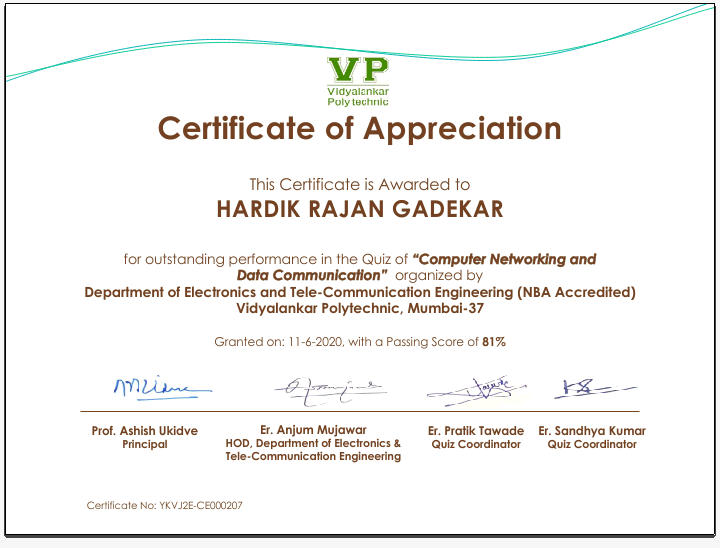 VP
Vidyalankar
Polytechnic
Certificate of Appreciation
This Certificate is Awarded to
HARDIK RAJAN GADEKAR
for outstanding performance in the Quiz of “Computer Networking and
Data Communication” organized by
Department of Electronics and Tele-Communication Engineering (NBA Accredited)
Vidyalankar Polytechnic, Mumbai-37
Granted on: 11-6-2020, with a Passing Score of 81%
Prof. Ashish Ukidve
Principal
Er. Anjum Mujawar
HOD, Department of Electronics &
Tele-Communication Engineering
Er. Pratik Tawade
Quiz Coordinator
Er. Sandhya Kumar
Quiz Coordinator
Certificate No: YKVJ2E-CE000207